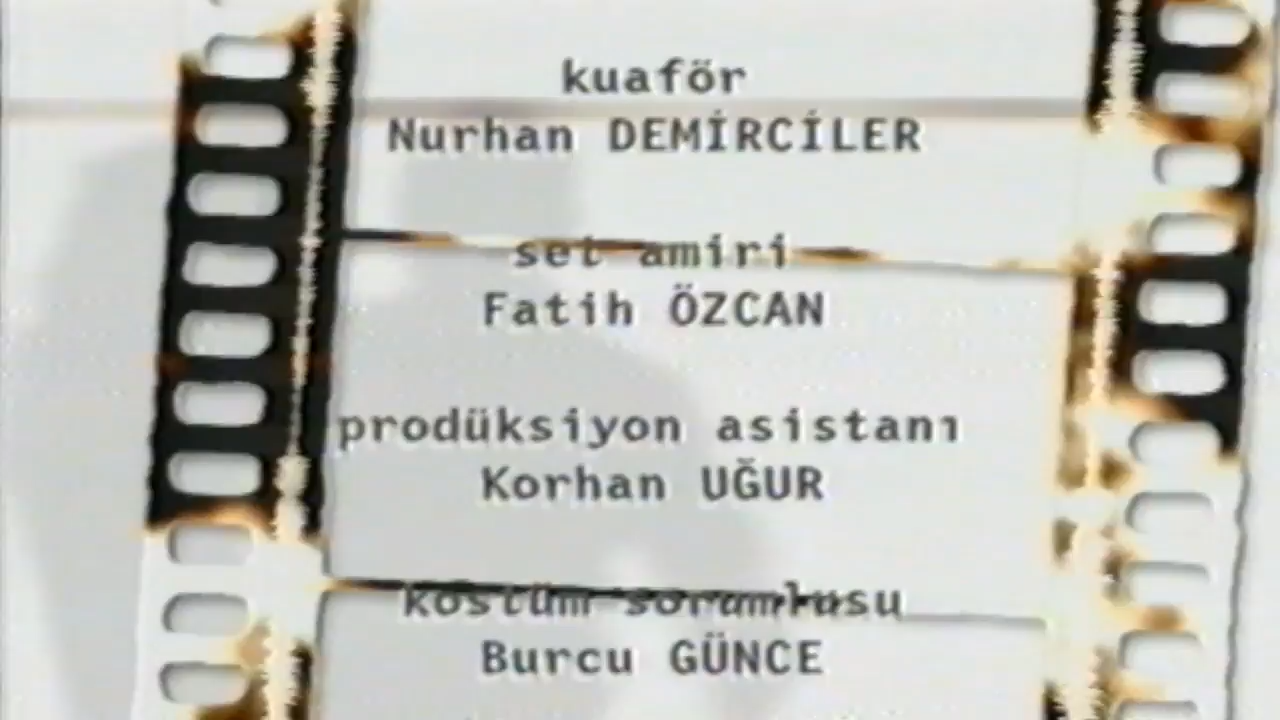 kuaför
Nurhan DEMİRCİLER
set amiri
Fatih ÖZCAN
prodüksiyon asistanı
Korhan UĞUR
kostüm sorumlusu
Burcu GÜNCE